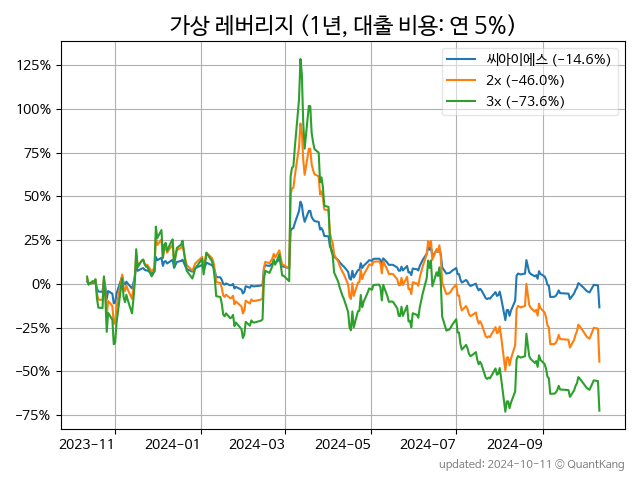 가상 레버리지 (1년, 대출 비용: 연 5%)
씨아이에스 (-14.6%)
2x (-46.0%)
3x (-73.6%)
125%
100%
75%
50%
25%
0%
-25%
-50%
-75%
2023-11 2024-01 2024-03 2024-05 2024-07 2024-09
updated: 2024-10-11 © QuantKang